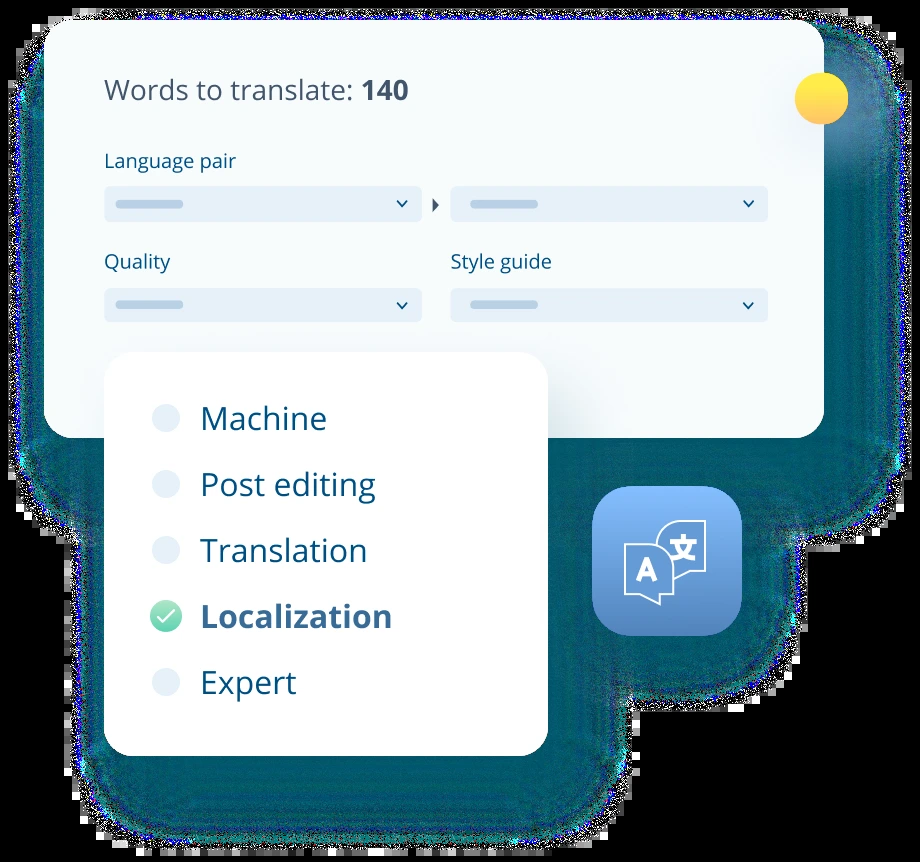 Words to translate: 140
Language pair
Quality
Style guide
Machine
Post editing
Translation
Localization
Expert
A
文